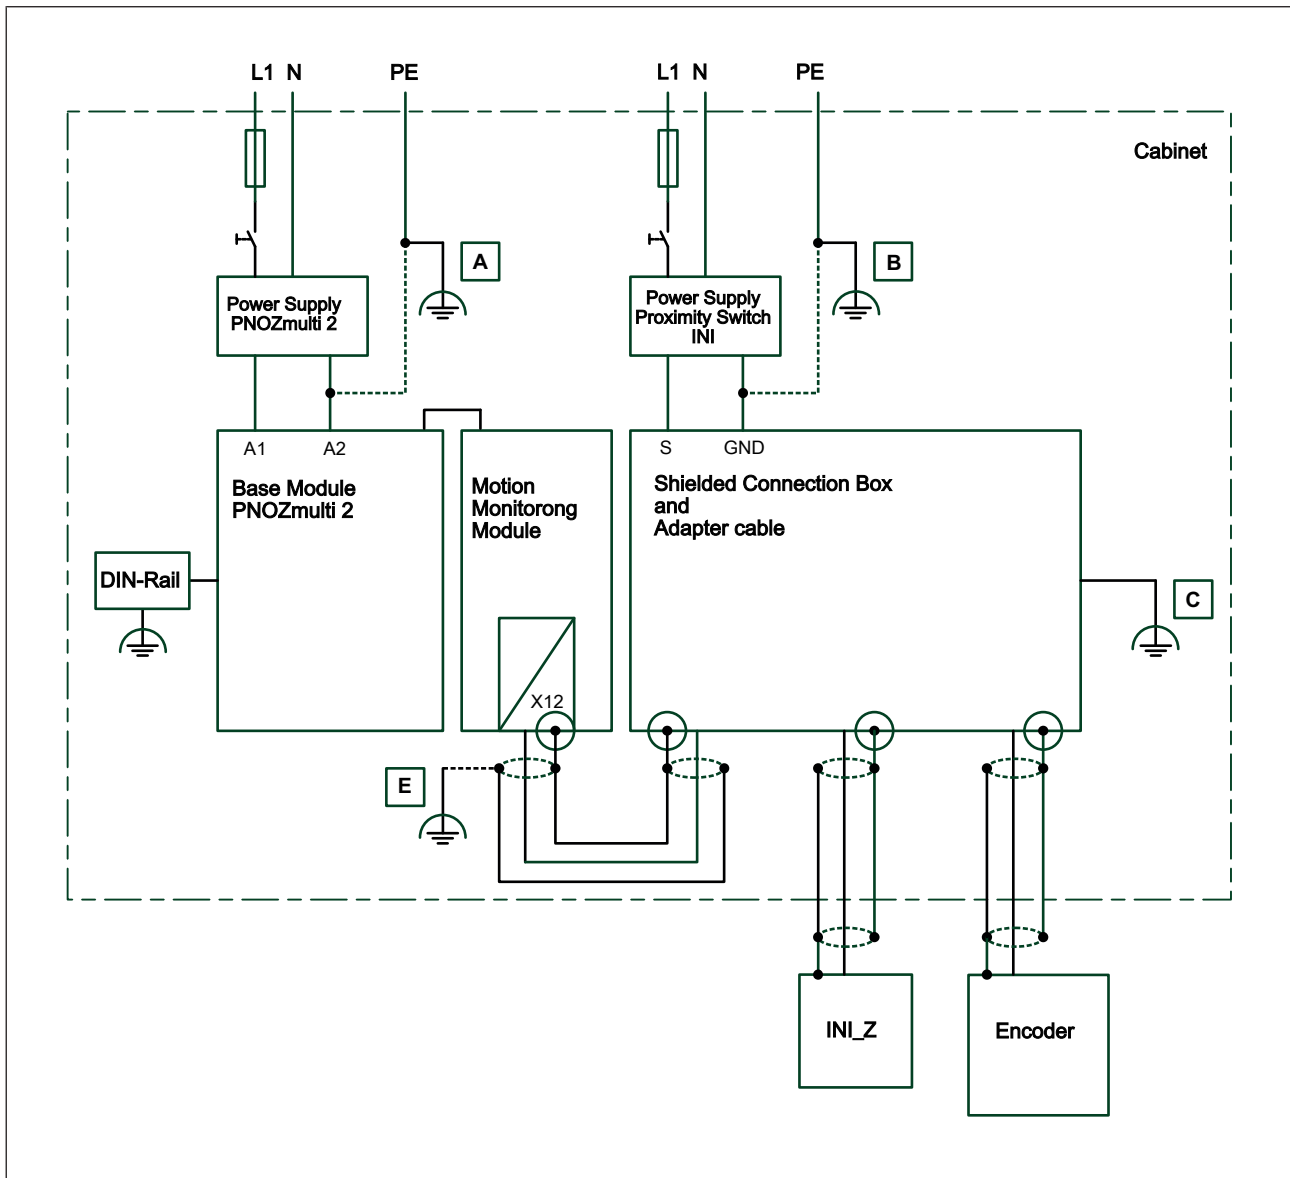 L1 N PE L1 N PE
Cabinet
A B
Power Supply
PNOZmulti 2
Power Supply
Proximity Switch
INI
A1 A2 S GND
Base Module
PNOZmulti 2
Motion
Monitorong
Module
Shielded Connection Box
and
Adapter cable
DIN-Rail
C
X12
E
INI_Z
Encoder